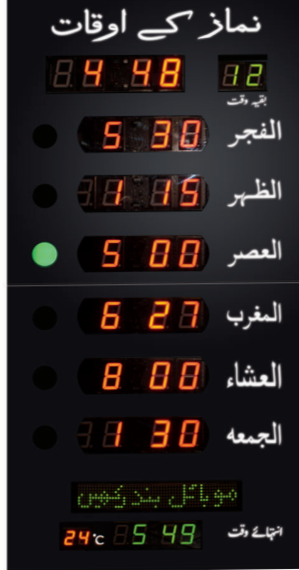 نماز کے اوقات
4 48 12
بقیہ وقت
الفجر 5 30
الظہر 1 15
العصر 5 00
المغرب 6 27
العشاء 8 00
الجمعہ 1 30
موبائل بند رکھیں
انتہائے وقت 5 49 24°C